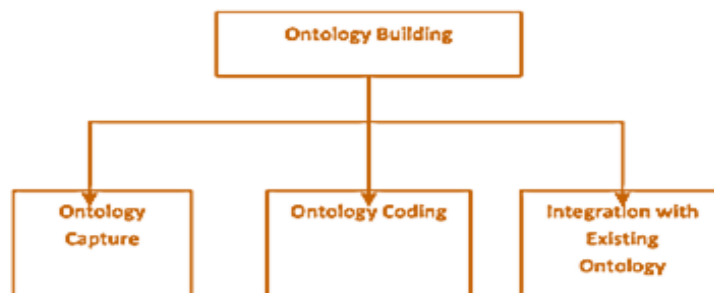 Ontology Building
Ontology
Capture
Ontology Coding
Integration with
Existing
Ontology